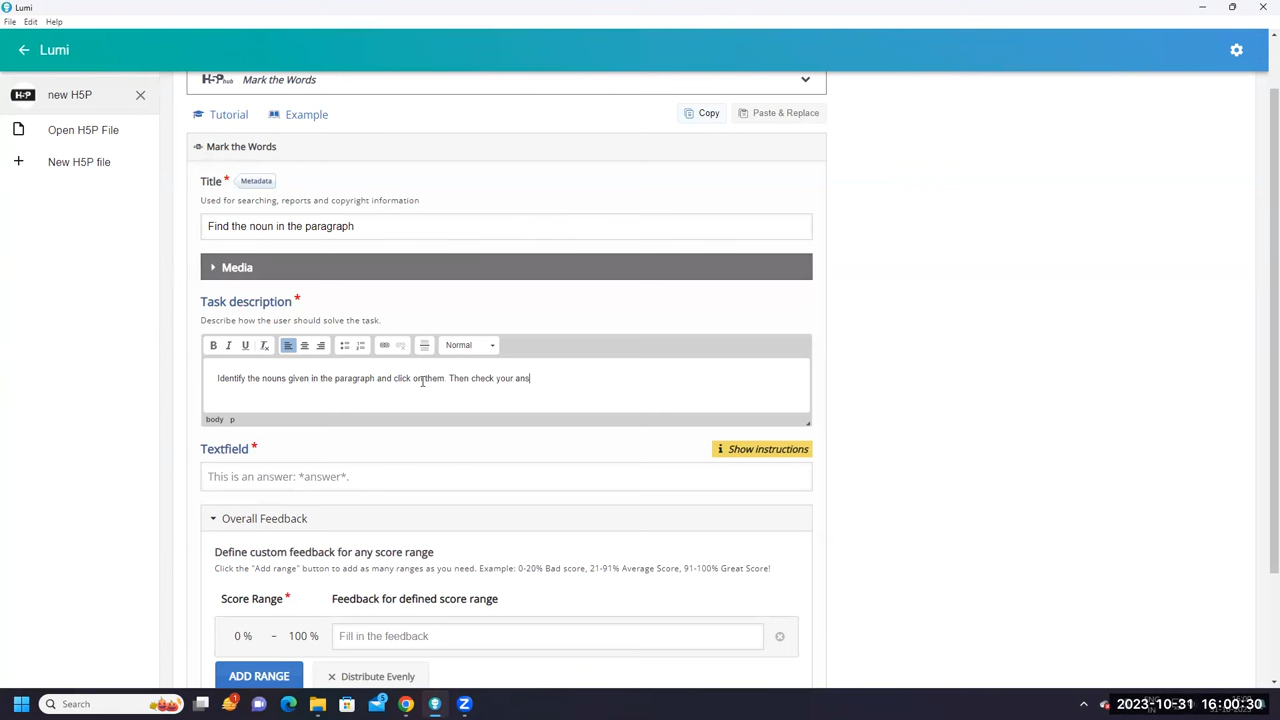 Lumi
File Edit Help
Lumi
new H5P
Open H5P File
New H5P file
H5P hub Mark the Words
Tutorial Example Copy Paste & Replace
Mark the Words
Title * Metadata
Used for searching, reports and copyright information
Find the noun in the paragraph
Media
Task description *
Describe how the user should solve the task.
B I U Tx Normal
Identify the nouns given in the paragraph and click on them. Then check your ans
body p
Textfield * Show instructions
This is an answer: *answer*.
Overall Feedback
Define custom feedback for any score range
Click the "Add range" button to add as many ranges as you need. Example: 0-20% Bad score, 21-91% Average Score, 91-100% Great Score!
Score Range * Feedback for defined score range
0 % – 100 % Fill in the feedback
ADD RANGE Distribute Evenly
Search
2023-10-31 16:00:30